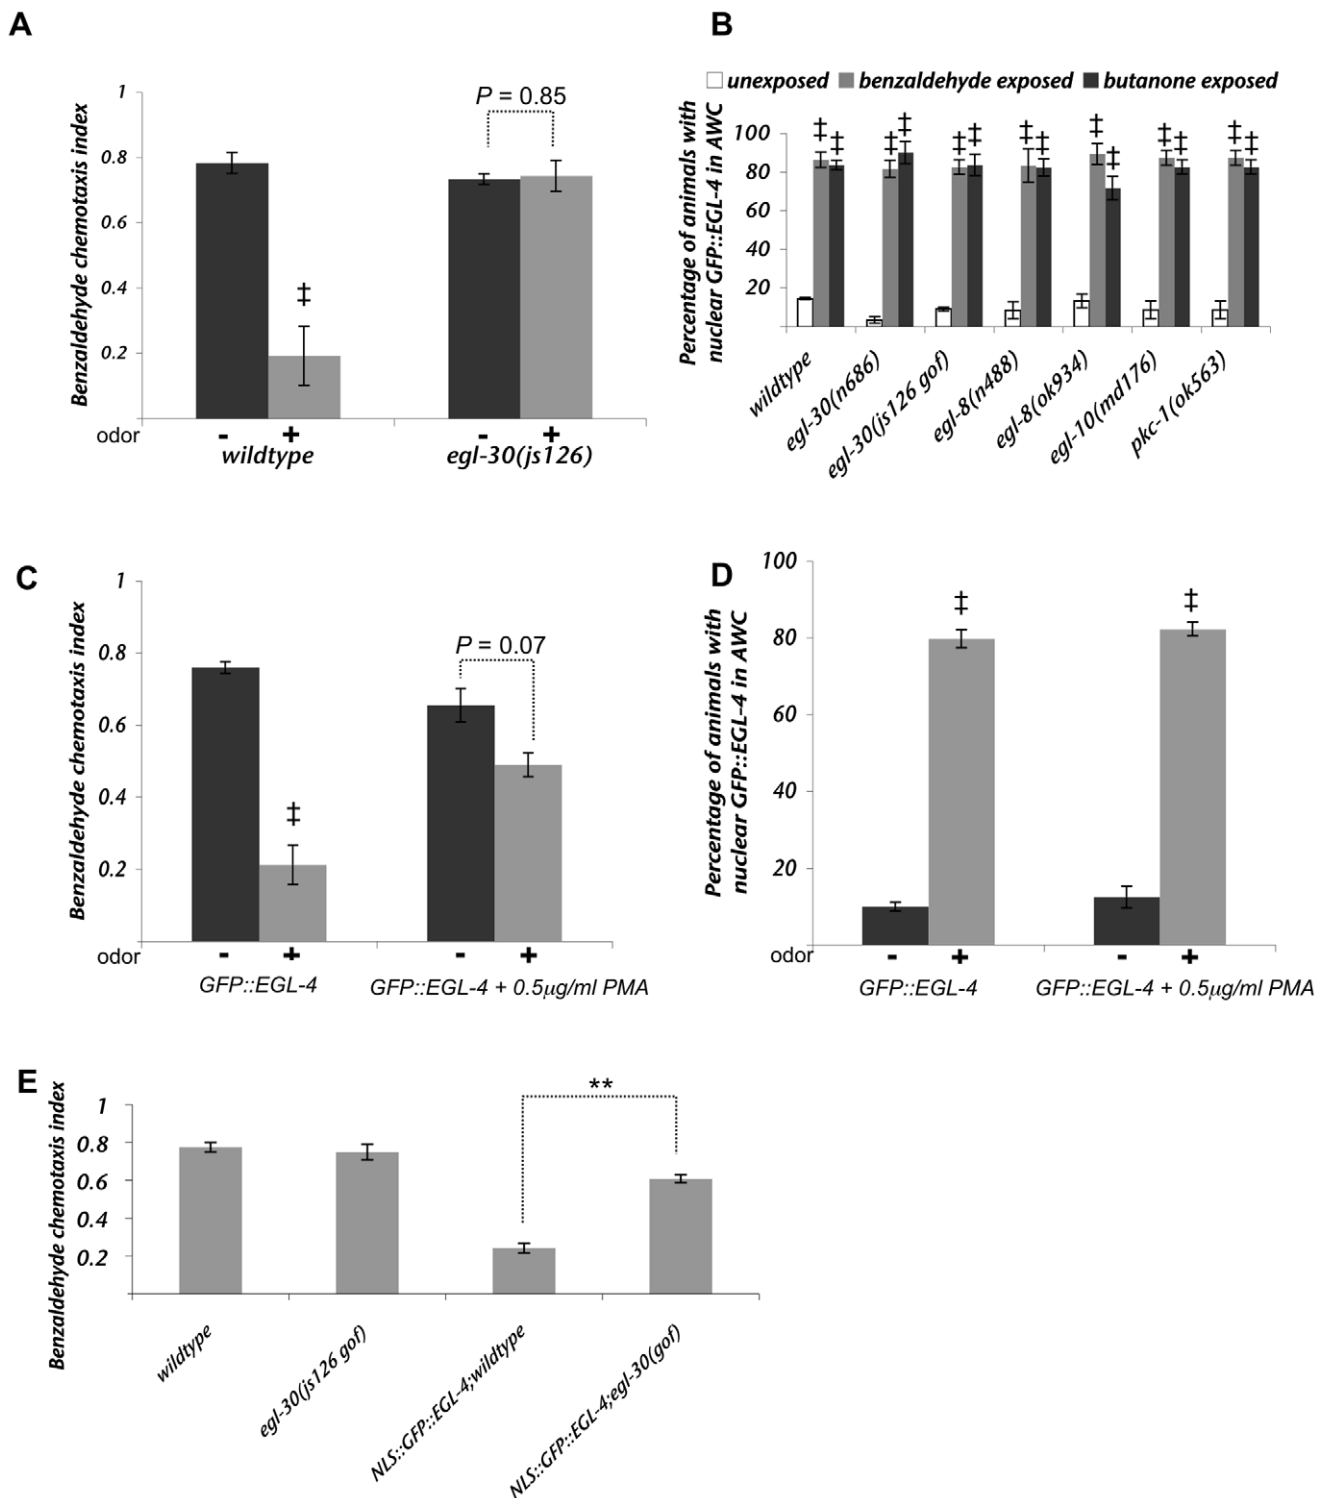 A
Benzaldehyde chemotaxis index
1
0.8
0.6
0.4
0.2
P = 0.85
‡
odor
- + - +
wildtype egl-30(js126)
B
unexposed benzaldehyde exposed butanone exposed
Percentage of animals with
nuclear GFP::EGL-4 in AWC
100
80
60
40
20
‡ ‡ ‡ ‡ ‡ ‡ ‡ ‡ ‡ ‡ ‡ ‡ ‡ ‡
wildtype
egl-30(n686)
egl-30(js126 gof)
egl-8(n488)
egl-8(ok934)
egl-10(md176)
pkc-1(ok563)
C
Benzaldehyde chemotaxis index
1
0.8
0.6
0.4
0.2
P = 0.07
‡
odor
- + - +
GFP::EGL-4 GFP::EGL-4 + 0.5μg/ml PMA
D
Percentage of animals with
nuclear GFP::EGL-4 in AWC
100
80
60
40
20
‡ ‡
odor
- + - +
GFP::EGL-4 GFP::EGL-4 + 0.5μg/ml PMA
E
Benzaldehyde chemotaxis index
1
0.8
0.6
0.4
0.2
**
wildtype
egl-30(js126 gof)
NLS::GFP::EGL-4;wildtype
NLS::GFP::EGL-4;egl-30(gof)